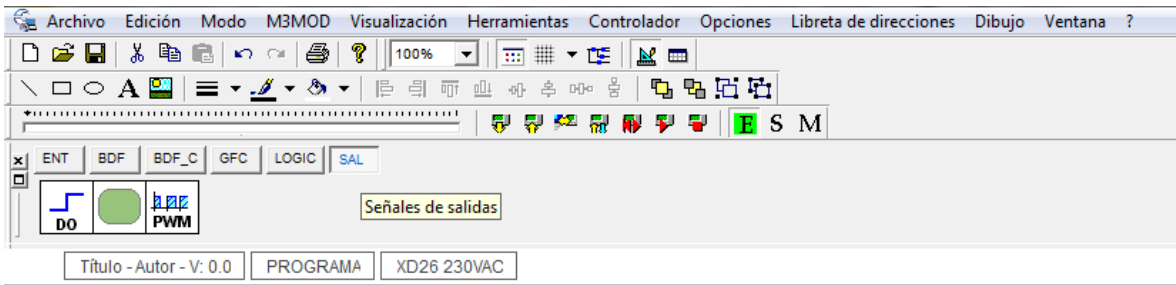 Archivo Edición Modo M3MOD Visualización Herramientas Controlador Opciones Libreta de direcciones Dibujo Ventana ?
100%
A
E S M
ENT BDF BDF_C GFC LOGIC SAL
DO PWM
Señales de salidas
Título - Autor - V: 0.0 PROGRAMA XD26 230VAC